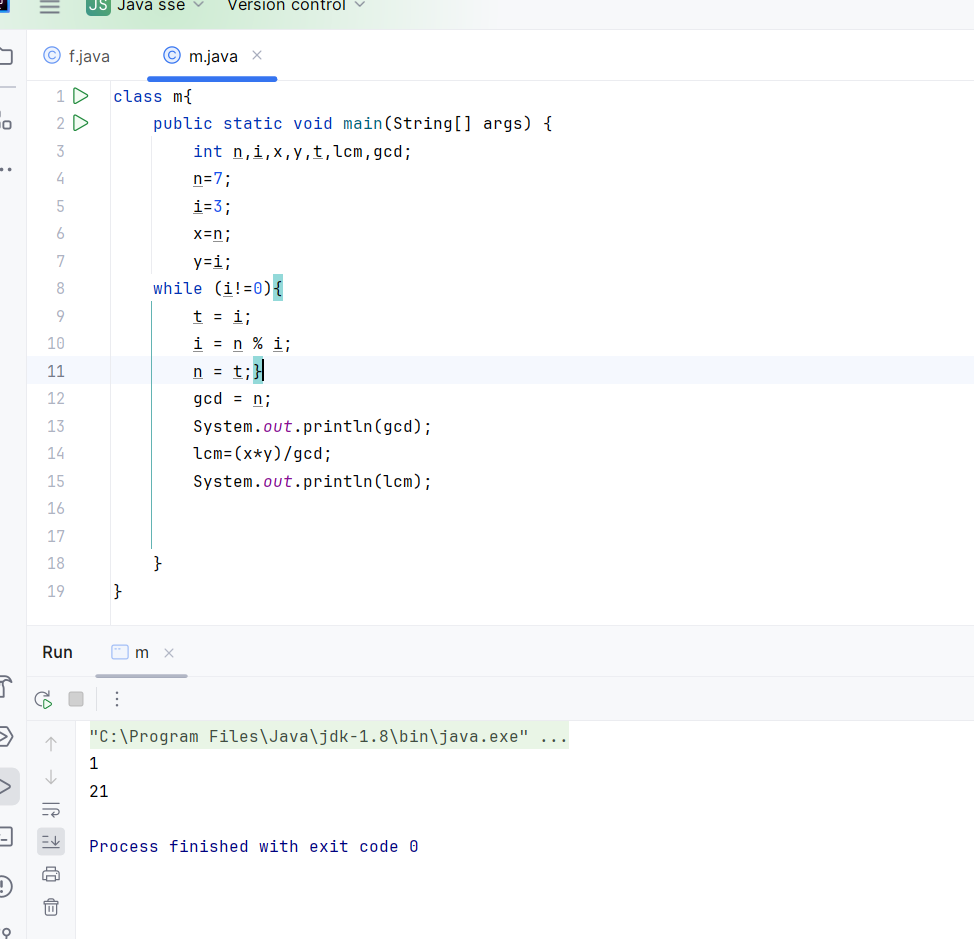 JS Java sse Version control
f.java m.java
1 class m{
2 public static void main(String[] args) {
3 int n,i,x,y,t,lcm,gcd;
4 n=7;
5 i=3;
6 x=n;
7 y=i;
8 while (i!=0){
9 t = i;
10 i = n % i;
11 n = t;}
12 gcd = n;
13 System.out.println(gcd);
14 lcm=(x*y)/gcd;
15 System.out.println(lcm);
16
17
18 }
19 }
Run m
"C:\Program Files\Java\jdk-1.8\bin\java.exe" ...
1
21
Process finished with exit code 0